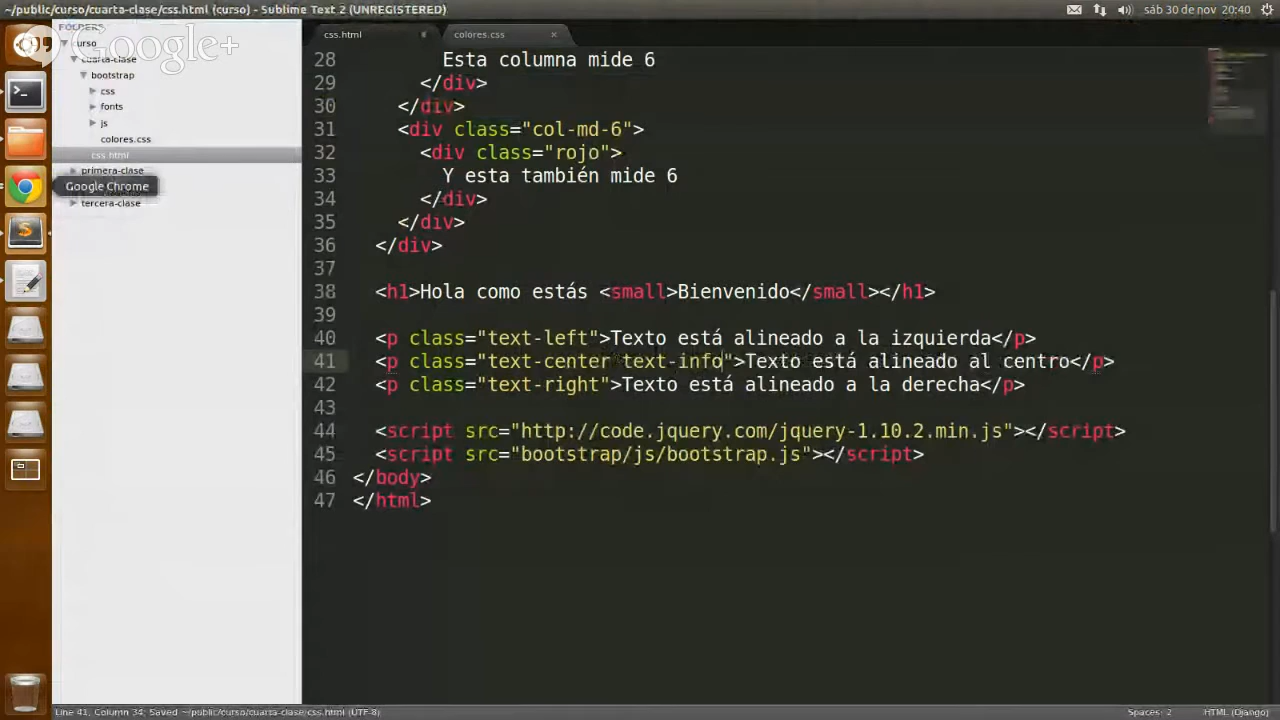 ~/public/curso/cuarta-clase/css.html (curso) - Sublime Text 2 (UNREGISTERED)
sáb 30 de nov 20:40
Google+
FOLDERS
curso
cuarta-clase
bootstrap
css
fonts
js
colores.css
css.html
primera-clase
Google Chrome
tercera-clase
css.html
colores.css
28 Esta columna mide 6
29 </div>
30 </div>
31 <div class="col-md-6">
32 <div class="rojo">
33 Y esta también mide 6
34 </div>
35 </div>
36 </div>
37
38 <h1>Hola como estás <small>Bienvenido</small></h1>
39
40 <p class="text-left">Texto está alineado a la izquierda</p>
41 <p class="text-center text-info">Texto está alineado al centro</p>
42 <p class="text-right">Texto está alineado a la derecha</p>
43
44 <script src="http://code.jquery.com/jquery-1.10.2.min.js"></script>
45 <script src="bootstrap/js/bootstrap.js"></script>
46 </body>
47 </html>
Line 41, Column 34; Saved ~/public/curso/cuarta-clase/css.html (UTF-8)
Spaces: 2
HTML (Django)